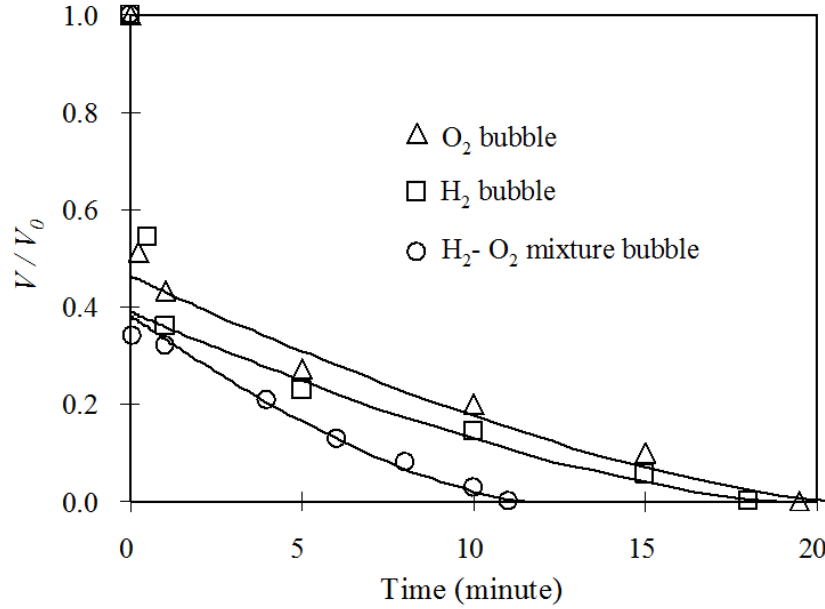 1.0
0.8
0.6
0.4
0.2
0.0
V / V₀
O₂ bubble
H₂ bubble
H₂- O₂ mixture bubble
0 5 10 15 20
Time (minute)